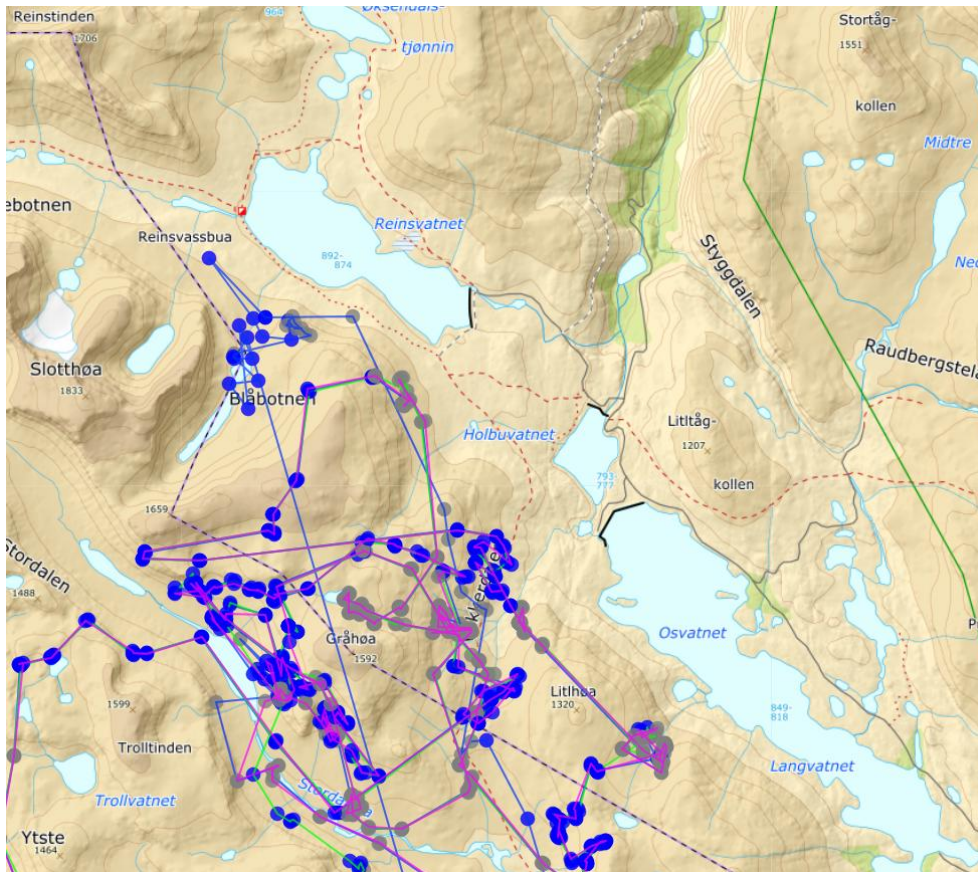 Reinstinden
1706
964
tjønnin
Stortåg-
1551
kollen
Midtre
ebotnen
Reinsvatnet
Reinsvassbua
892-
874
Styggdalen
Slotthøa
1833
Blåbotnen
Raudbergstela
Holbuvatnet
Litltåg-
1207
kollen
793
777
1659
Stordalen
1488
Osvatnet
Gråhøa
1592
Litlhøa
1320
849-
818
1599
Trolltinden
Langvatnet
Trollvatnet
Ytste
1464